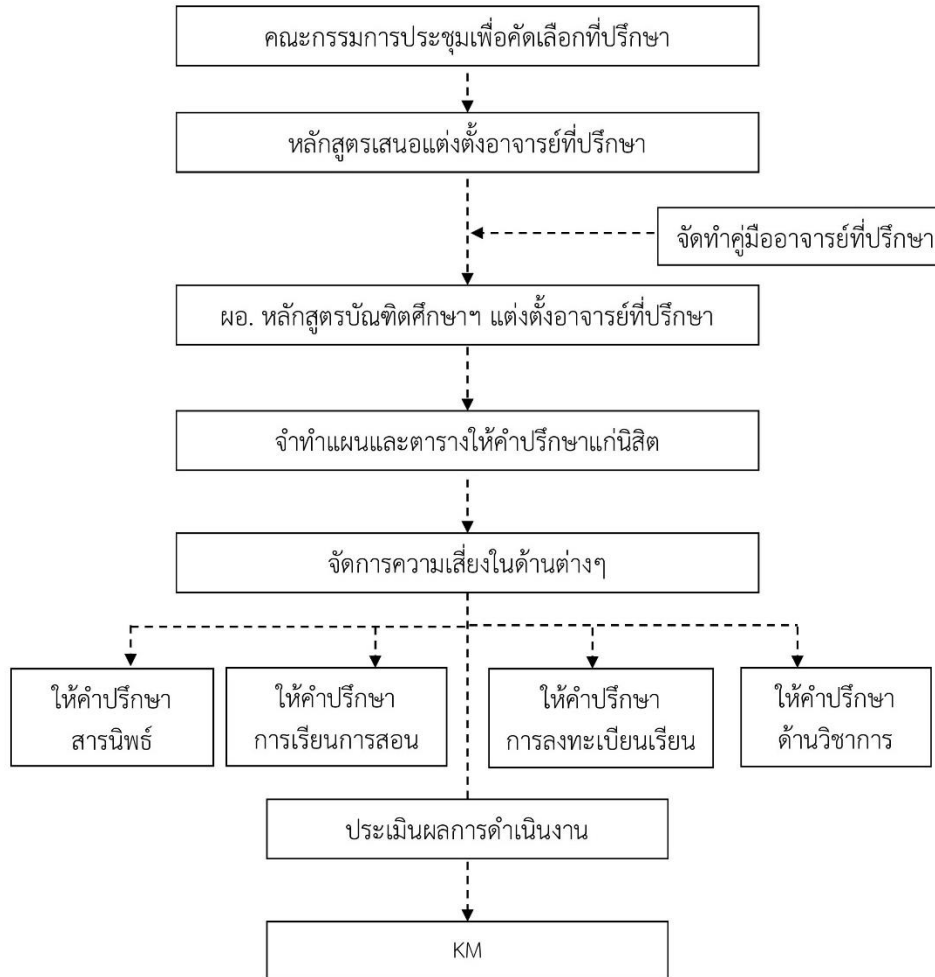 คณะกรรมการประชุมเพื่อคัดเลือกที่ปรึกษา
หลักสูตรเสนอแต่งตั้งอาจารย์ที่ปรึกษา
จัดทำคู่มืออาจารย์ที่ปรึกษา
ผอ. หลักสูตรบัณฑิตศึกษาฯ แต่งตั้งอาจารย์ที่ปรึกษา
จำทำแผนและตารางให้คำปรึกษาแก่นิสิต
จัดการความเสี่ยงในด้านต่างๆ
ให้คำปรึกษา
สารนิพธ์
ให้คำปรึกษา
การเรียนการสอน
ให้คำปรึกษา
การลงทะเบียนเรียน
ให้คำปรึกษา
ด้านวิชาการ
ประเมินผลการดำเนินงาน
KM